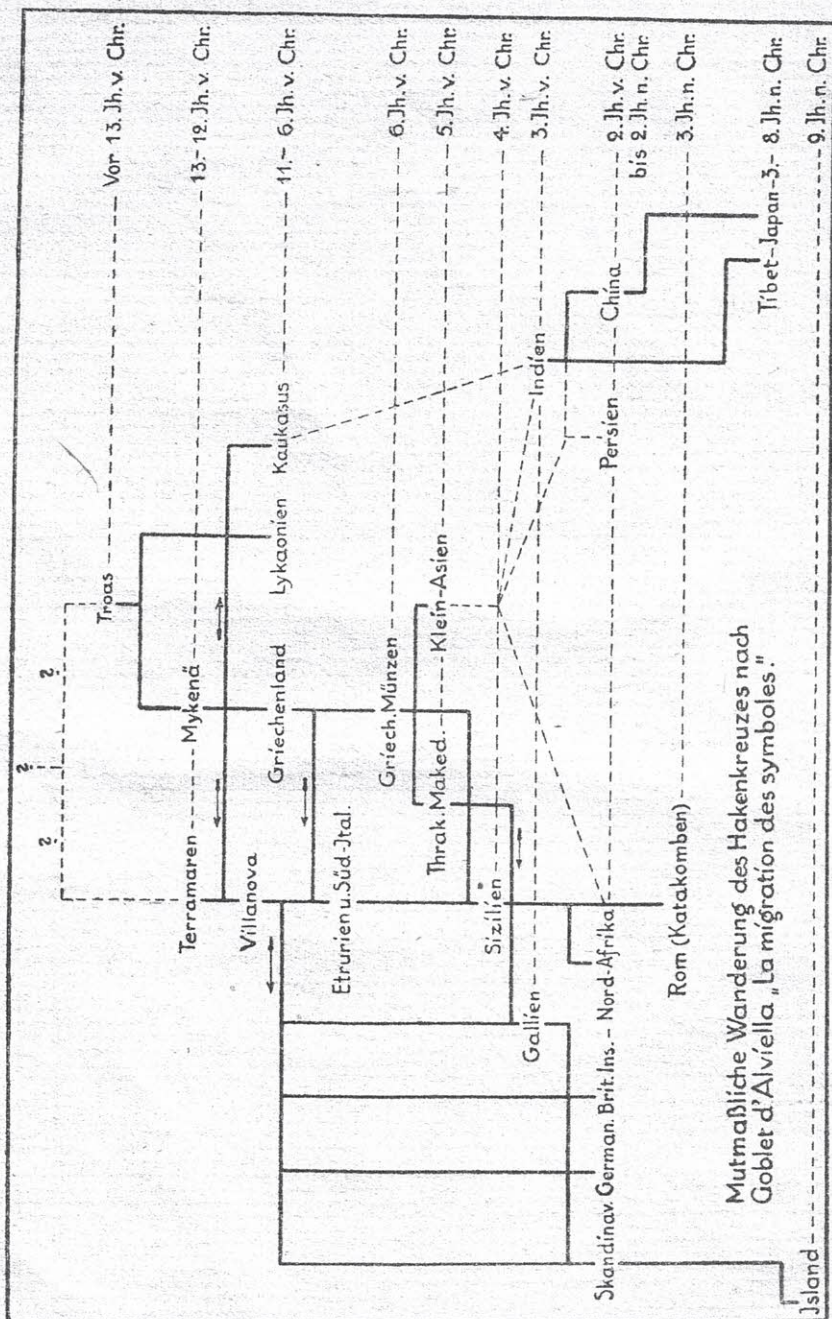 ? ? ?
Troas --- Vor 13. Jh. v. Chr.
Terramaren --- Mykenä --- 13.- 12. Jh. v. Chr.
Villanova
Griechenland Lykaonien Kaukasus --- 11.- 6. Jh. v. Chr.
Etrurien u. Süd-Jtal.
Griech. Münzen --- 6. Jh. v. Chr.
Thrak. Maked. -- Klein-Asien --- 5. Jh. v. Chr.
Sizilien --- 4. Jh. v. Chr.
Gallien --- Indien --- 3. Jh. v. Chr.
Skandinav. German. Brit. Ins. - Nord-Afrika --- Persien --- China --- 2. Jh. v. Chr.
bis 2. Jh. n. Chr.
Rom (Katakomben) --- 3. Jh. n. Chr.
Tibet-Japan-3.- 8. Jh. n. Chr.
Jsland --- 9. Jh. n. Chr.
Mutmaßliche Wanderung des Hakenkreuzes nach
Goblet d'Alviella „La migration des symboles."